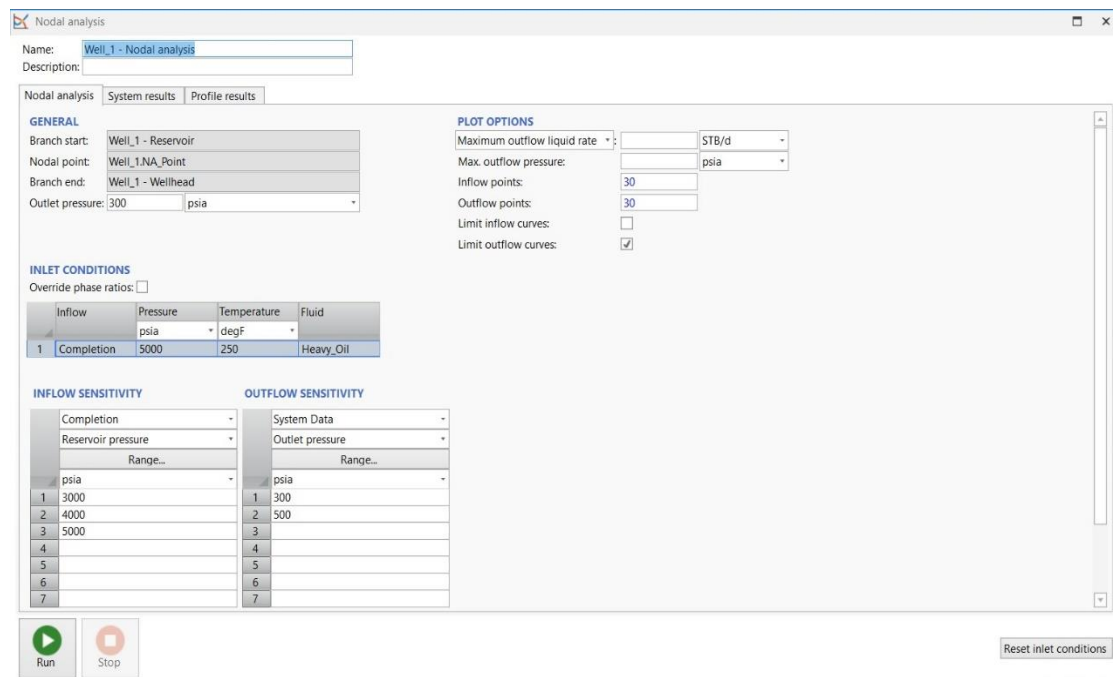 Nodal analysis
Name: Well_1 - Nodal analysis
Description:
Nodal analysis System results Profile results
GENERAL
Branch start: Well_1 - Reservoir
Nodal point: Well_1.NA_Point
Branch end: Well_1 - Wellhead
Outlet pressure: 300 psia
PLOT OPTIONS
Maximum outflow liquid rate : STB/d
Max. outflow pressure: psia
Inflow points: 30
Outflow points: 30
Limit inflow curves:
Limit outflow curves:
INLET CONDITIONS
Override phase ratios:
Inflow Pressure Temperature Fluid
psia degF
1 Completion 5000 250 Heavy_Oil
INFLOW SENSITIVITY
Completion
Reservoir pressure
Range...
psia
1 3000
2 4000
3 5000
4
5
6
7
OUTFLOW SENSITIVITY
System Data
Outlet pressure
Range...
psia
1 300
2 500
3
4
5
6
7
Run Stop
Reset inlet conditions